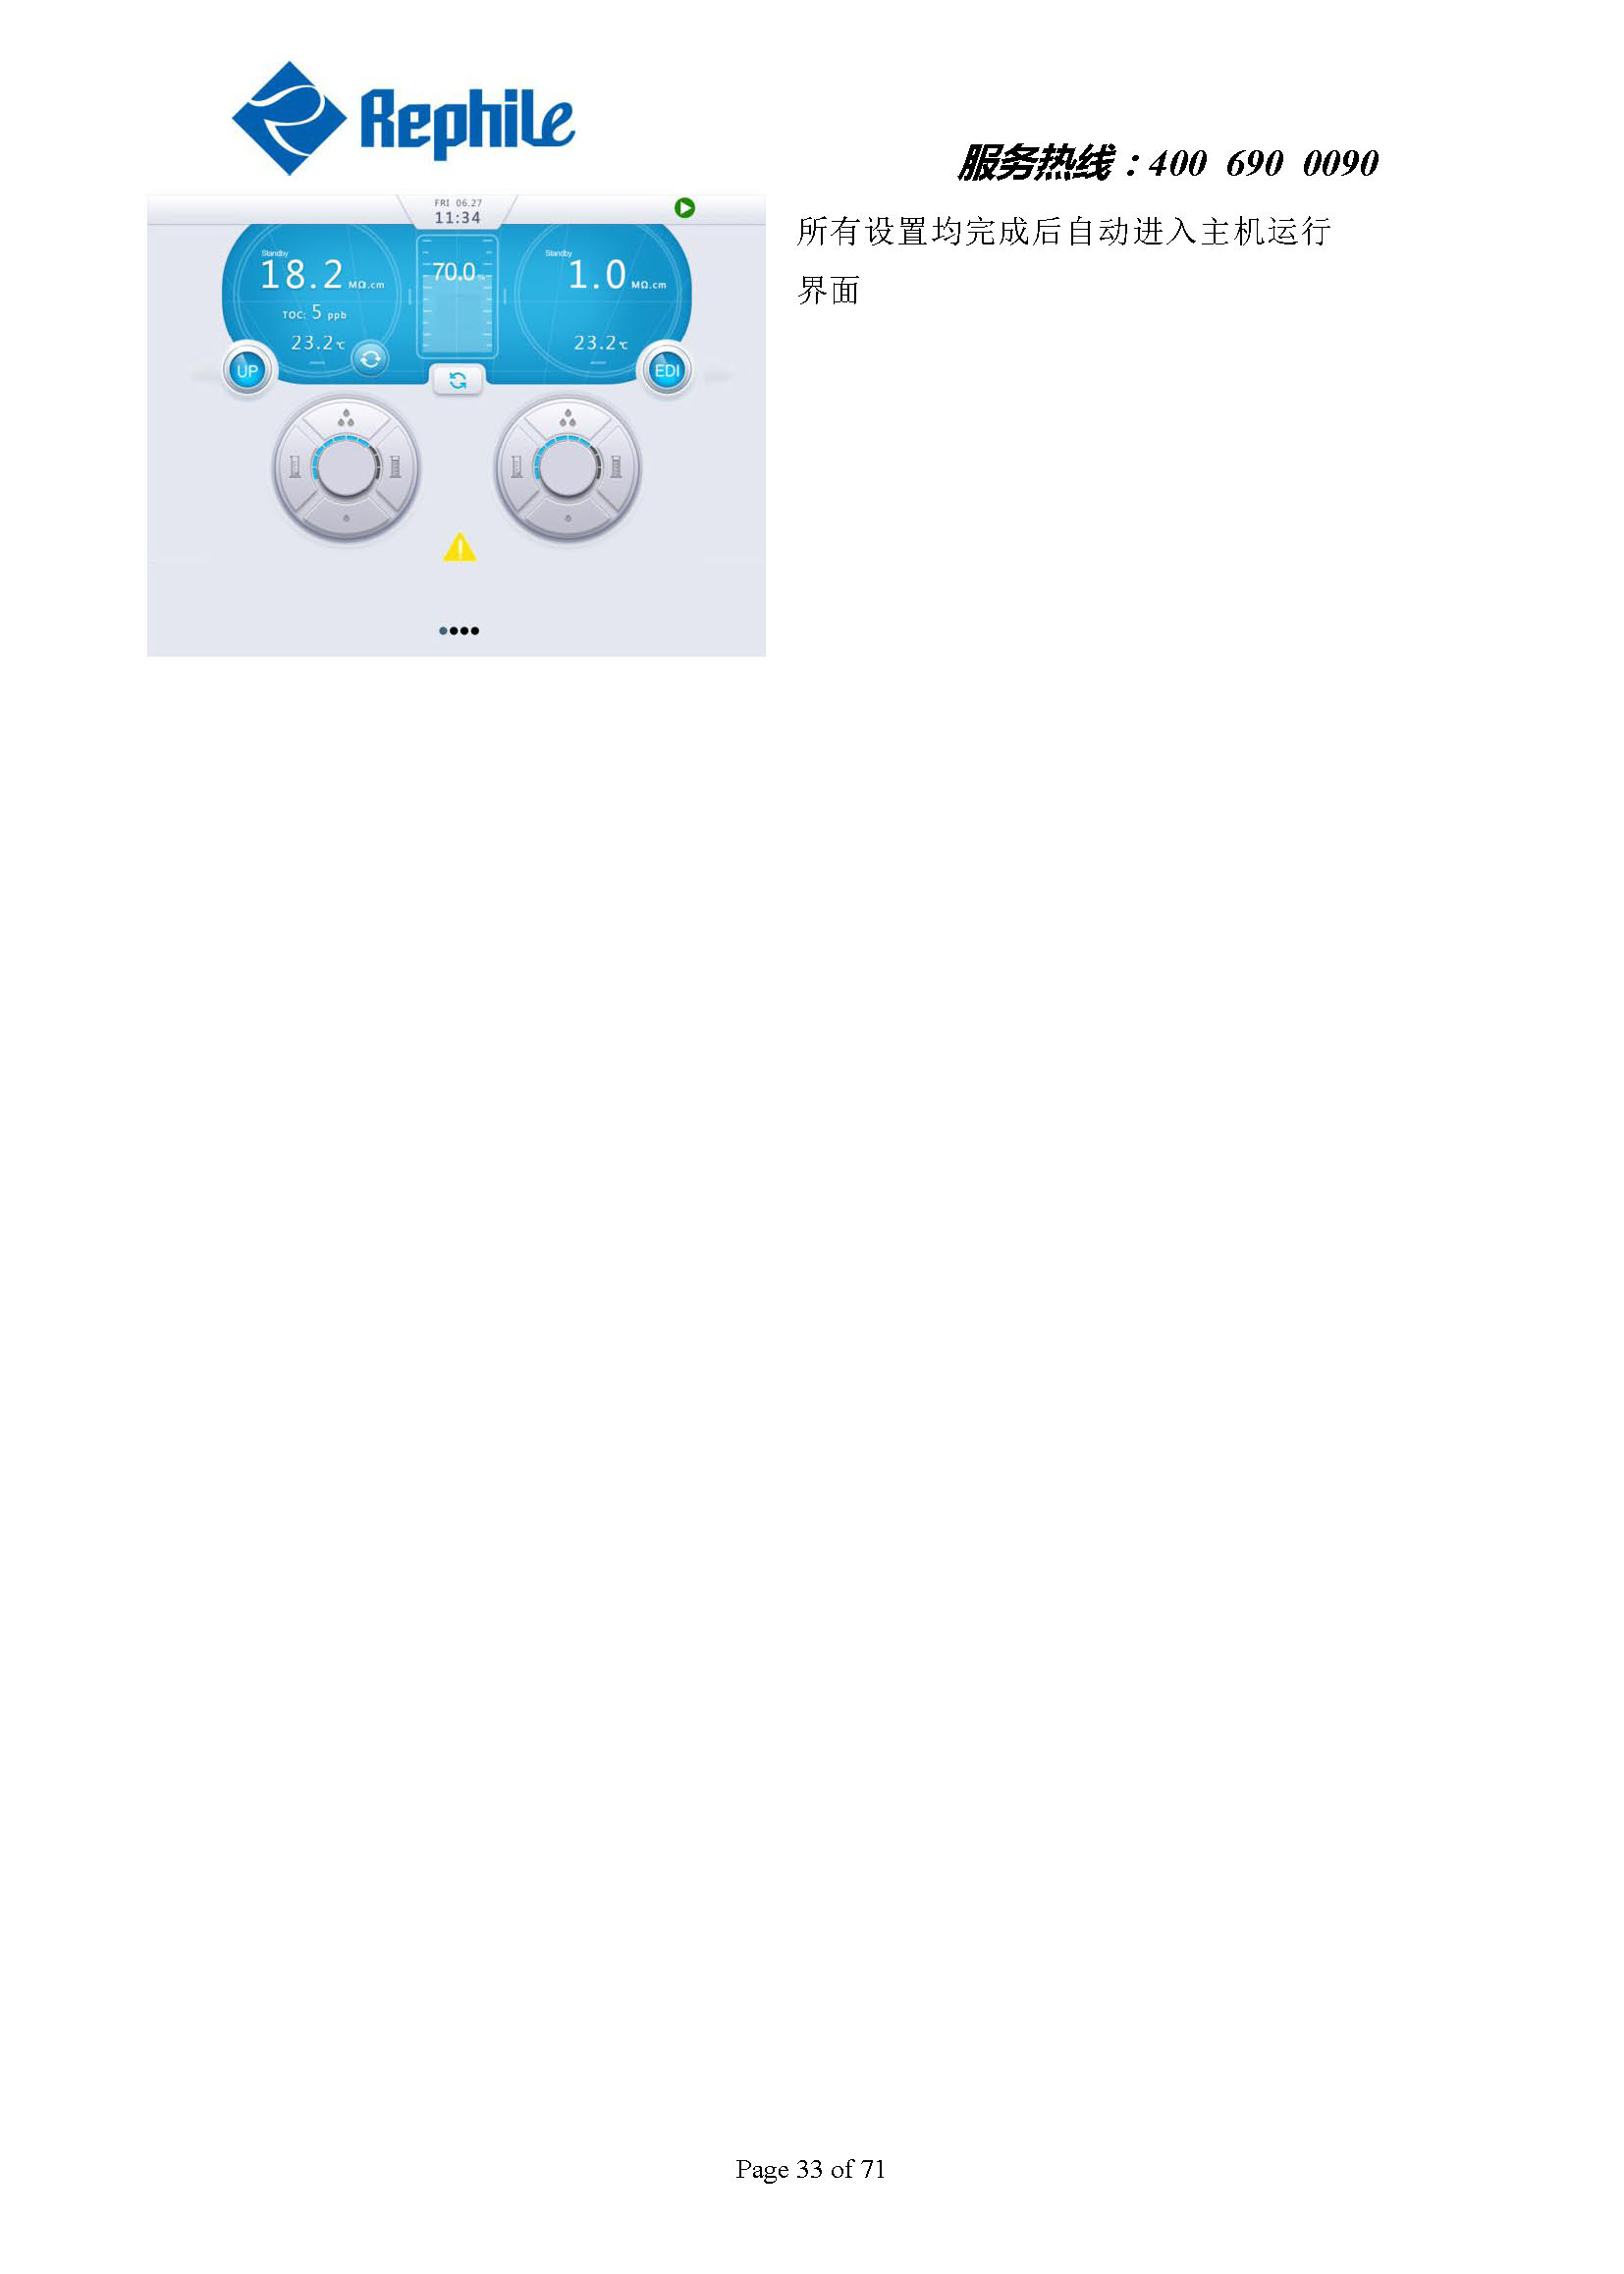 Rephile
服务热线：400 690 0090
FRI 06.27
11:34
Standby
18.2 MΩ.cm
TOC: 5 ppb
23.2℃
UP
70.0%
Standby
1.0 MΩ.cm
23.2℃
EDI
所有设置均完成后自动进入主机运行
界面
Page 33 of 71